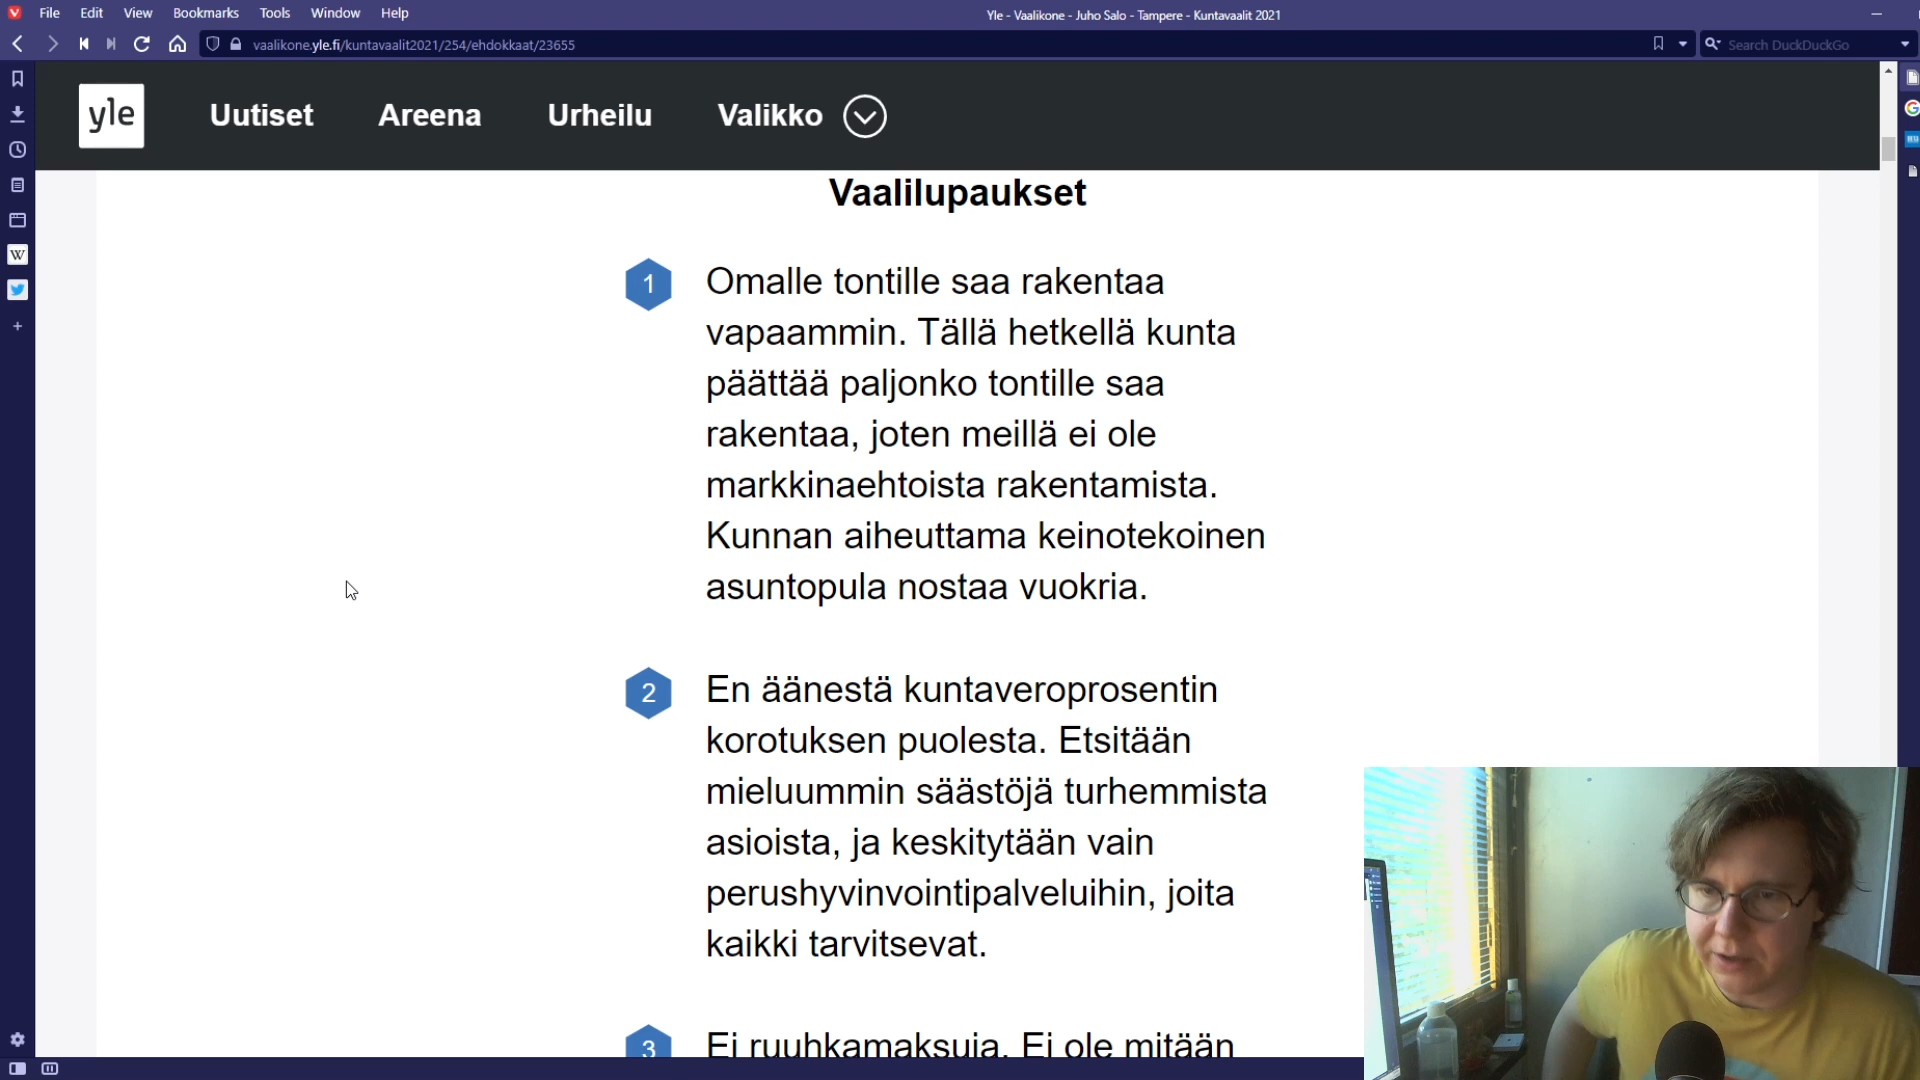 File Edit View Bookmarks Tools Window Help
Yle - Vaalikone - Juho Salo - Tampere - Kuntavaalit 2021
vaalikone.yle.fi/kuntavaalit2021/254/ehdokkaat/23655
Search DuckDuckGo
yle
Uutiset Areena Urheilu Valikko
W
Vaalilupaukset
1
Omalle tontille saa rakentaa
vapaammin. Tällä hetkellä kunta
päättää paljonko tontille saa
rakentaa, joten meillä ei ole
markkinaehtoista rakentamista.
Kunnan aiheuttama keinotekoinen
asuntopula nostaa vuokria.
2
En äänestä kuntaveroprosentin
korotuksen puolesta. Etsitään
mieluummin säästöjä turhemmista
asioista, ja keskitytään vain
perushyvinvointipalveluihin, joita
kaikki tarvitsevat.
3
Ei ruuhkamaksuja. Ei ole mitään